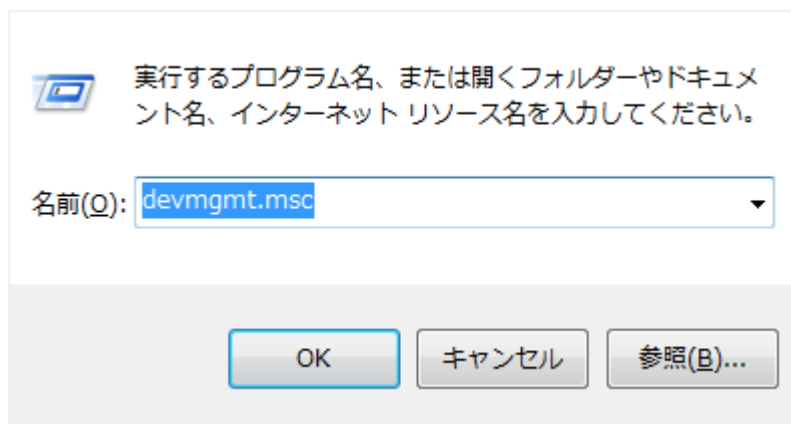 実行するプログラム名、または開くフォルダーやドキュメ
ント名、インターネット リソース名を入力してください。
名前(O): devmgmt.msc
OK キャンセル 参照(B)...